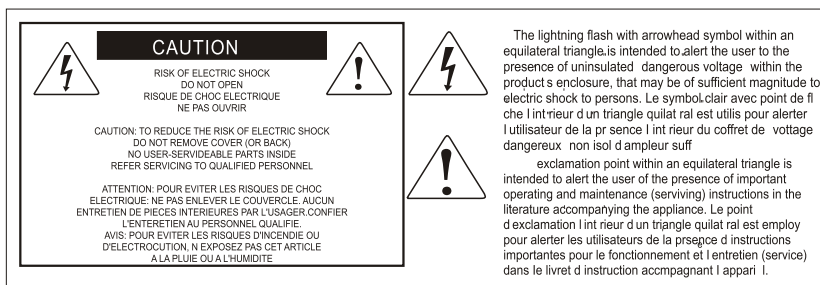 CAUTION
RISK OF ELECTRIC SHOCK
DO NOT OPEN
RISQUE DE CHOC ELECTRIQUE
NE PAS OUVRIR
CAUTION: TO REDUCE THE RISK OF ELECTRIC SHOCK
DO NOT REMOVE COVER (OR BACK)
NO USER-SERVIDEABLE PARTS INSIDE
REFER SERVICING TO QUALIFIED PERSONNEL
ATTENTION: POUR EVITER LES RISQUES DE CHOC
ELECTRIQUE: NE PAS ENLEVER LE COUVERCLE. AUCUN
ENTRETIEN DE PIECES INTERIEURES PAR L'USAGER.CONFIER
L'ENTERETIEN AU PERSONNEL QUALIFIE.
AVIS: POUR EVITER LES RISQUES D'INCENDIE OU
D'ELECTROCUTION, N EXPOSEZ PAS CET ARTICLE
A LA PLUIE OU A L'HUMIDITE
The lightning flash with arrowhead symbol within an
equilateral triangle, is intended to alert the user to the
presence of uninsulated dangerous voltage within the
product s enclosure, that may be of sufficient magnitude to
electric shock to persons. Le symbol clair avec point de fl
che l int rieur d un triangle quilat ral est utilis pour alerter
l utilisateur de la pr sence l int rieur du coffret de vottage
dangereux non isol d ampleur suff
exclamation point within an equilateral triangle is
intended to alert the user of the presence of important
operating and maintenance (serviving) instructions in the
literature accompanying the appliance. Le point
d exclamation l int rieur d un triangle quilat ral est employ
pour alerter les utilisateurs de la presence d instructions
importantes pour le fonctionnement et l entretien (service)
dans le livret d instruction accmpagnant l appari l.